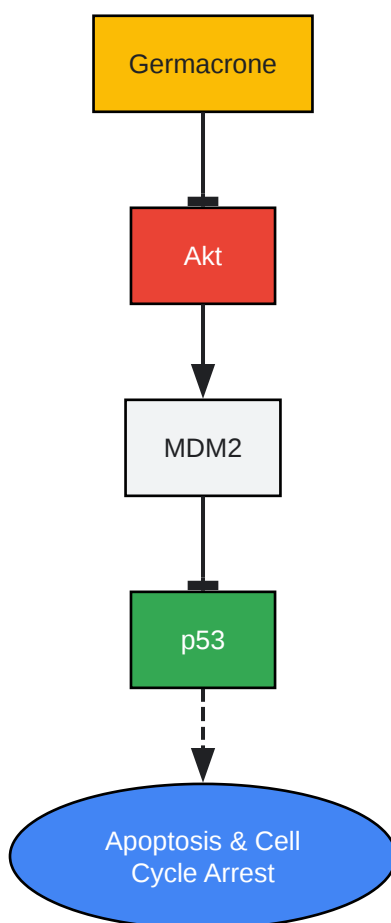 Germacrone
Akt
MDM2
p53
Apoptosis & Cell
Cycle Arrest